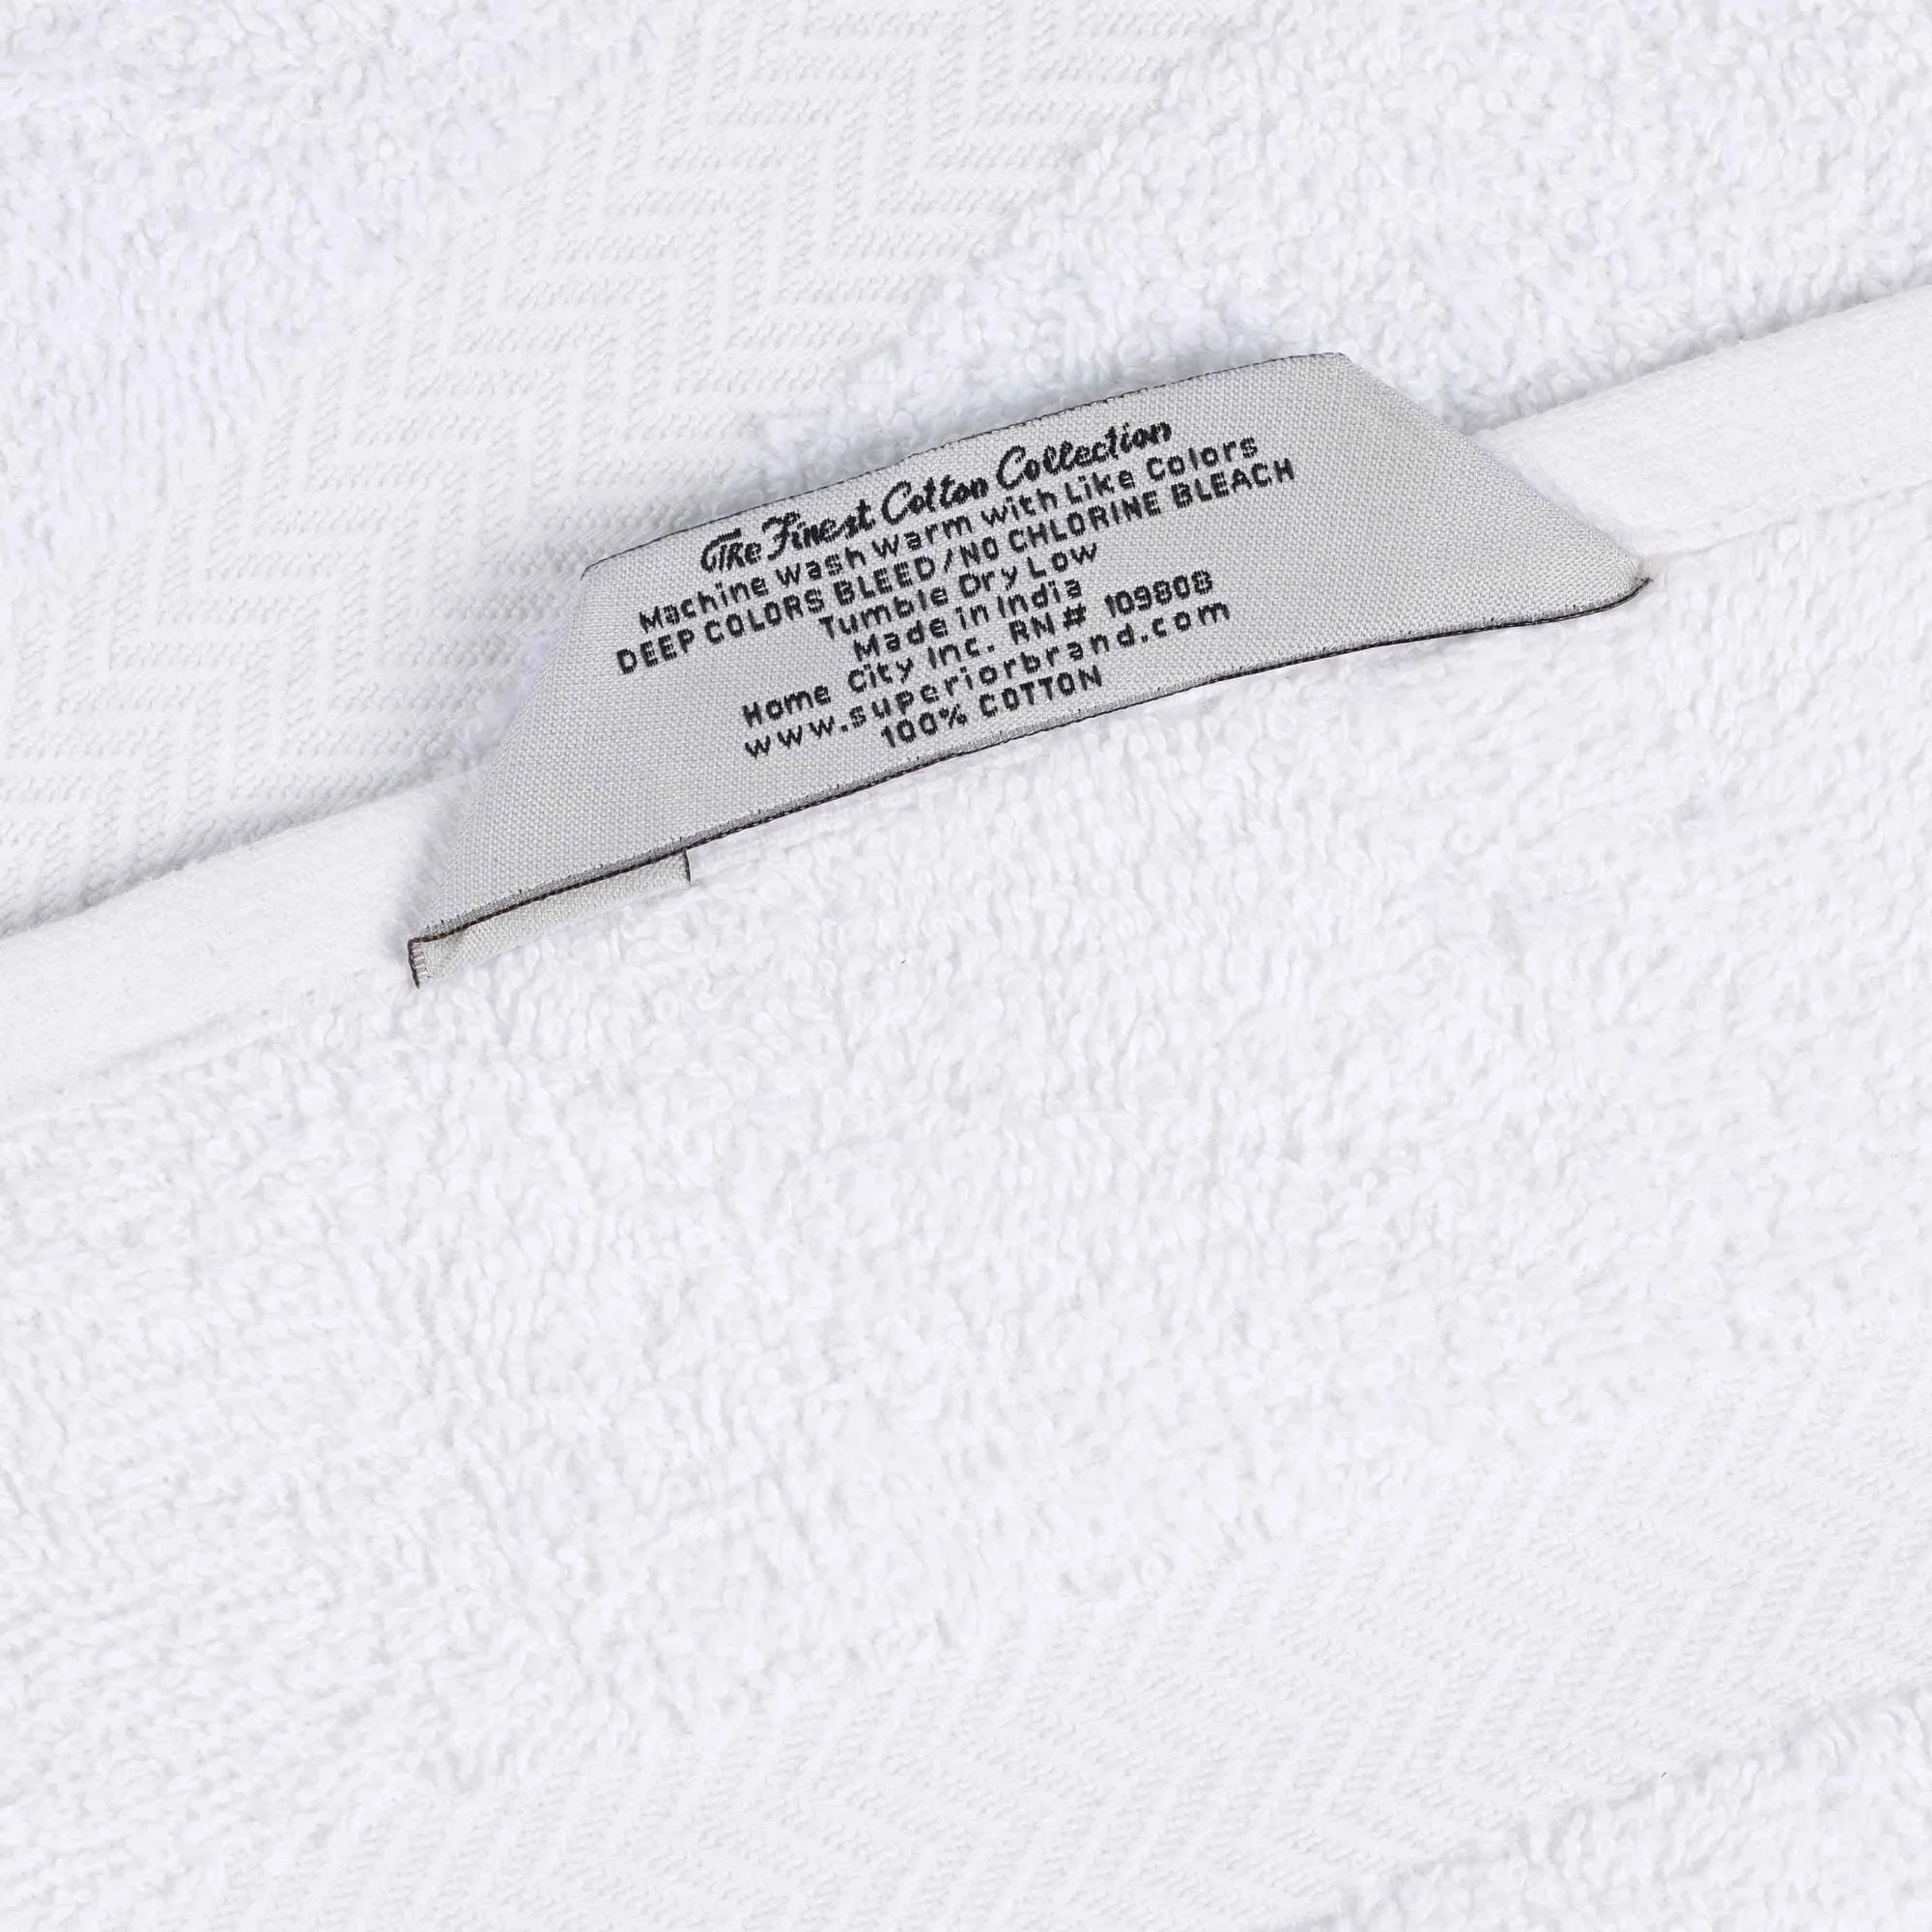 The Finest Cotton Collection
Machine Wash Warm with Like Colors
DEEP COLORS BLEED/NO CHLORINE BLEACH
Tumble Dry Low
Made in India
Home City Inc. RN# 109808
www.superiorbrand.com
100% COTTON